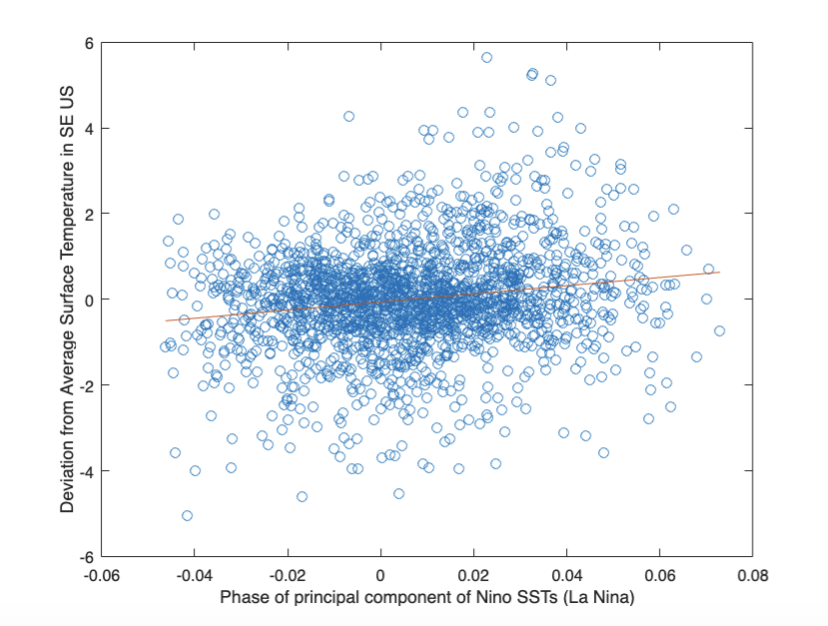 6
4
2
0
-2
-4
-6
Deviation from Average Surface Temperature in SE US
-0.06 -0.04 -0.02 0 0.02 0.04 0.06 0.08
Phase of principal component of Nino SSTs (La Nina)